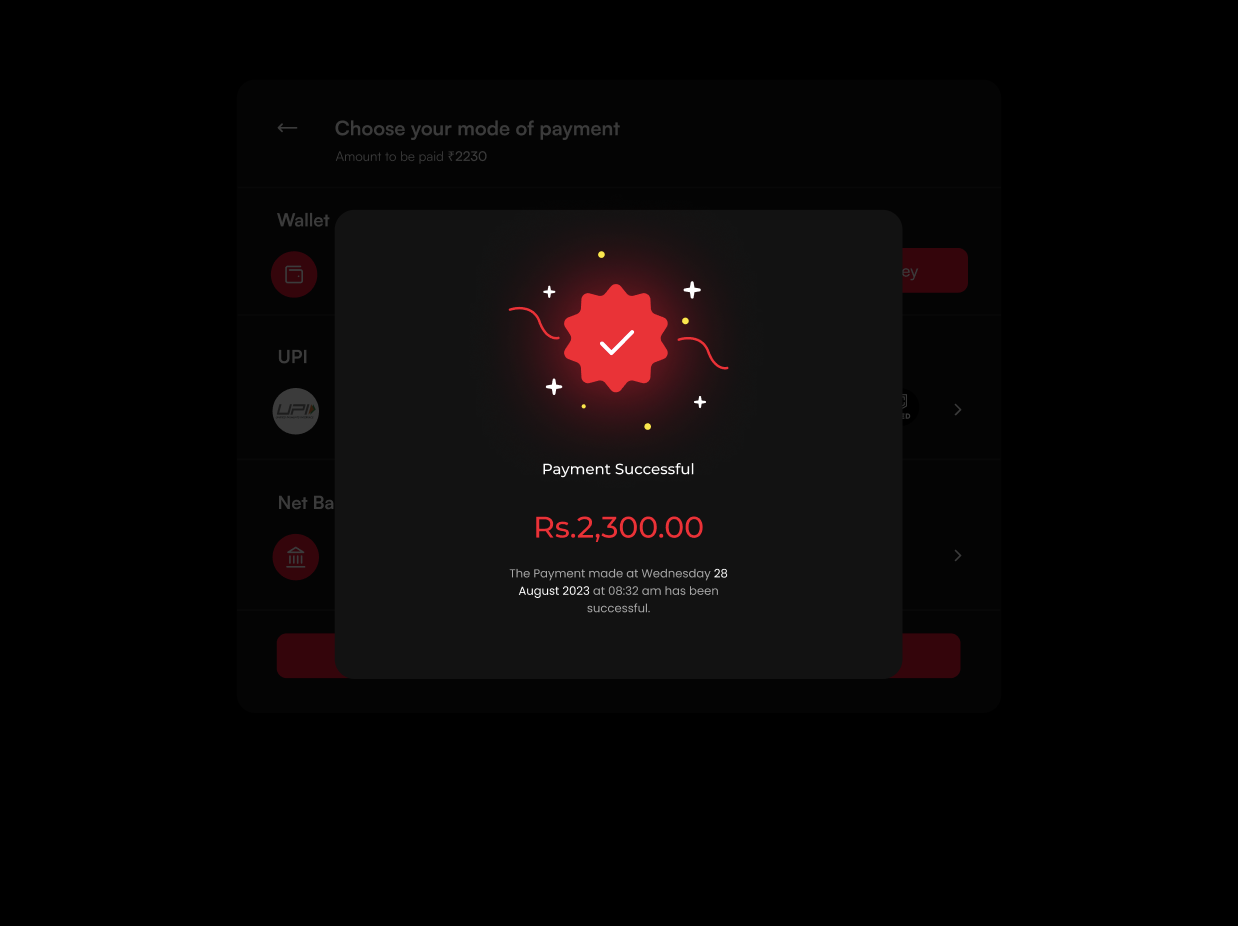 Choose your mode of payment
Amount to be paid ₹2230
Wallet
ey
UPI
UPI
Net Ba
Payment Successful
Rs.2,300.00
The Payment made at Wednesday 28
August 2023 at 08:32 am has been
successful.